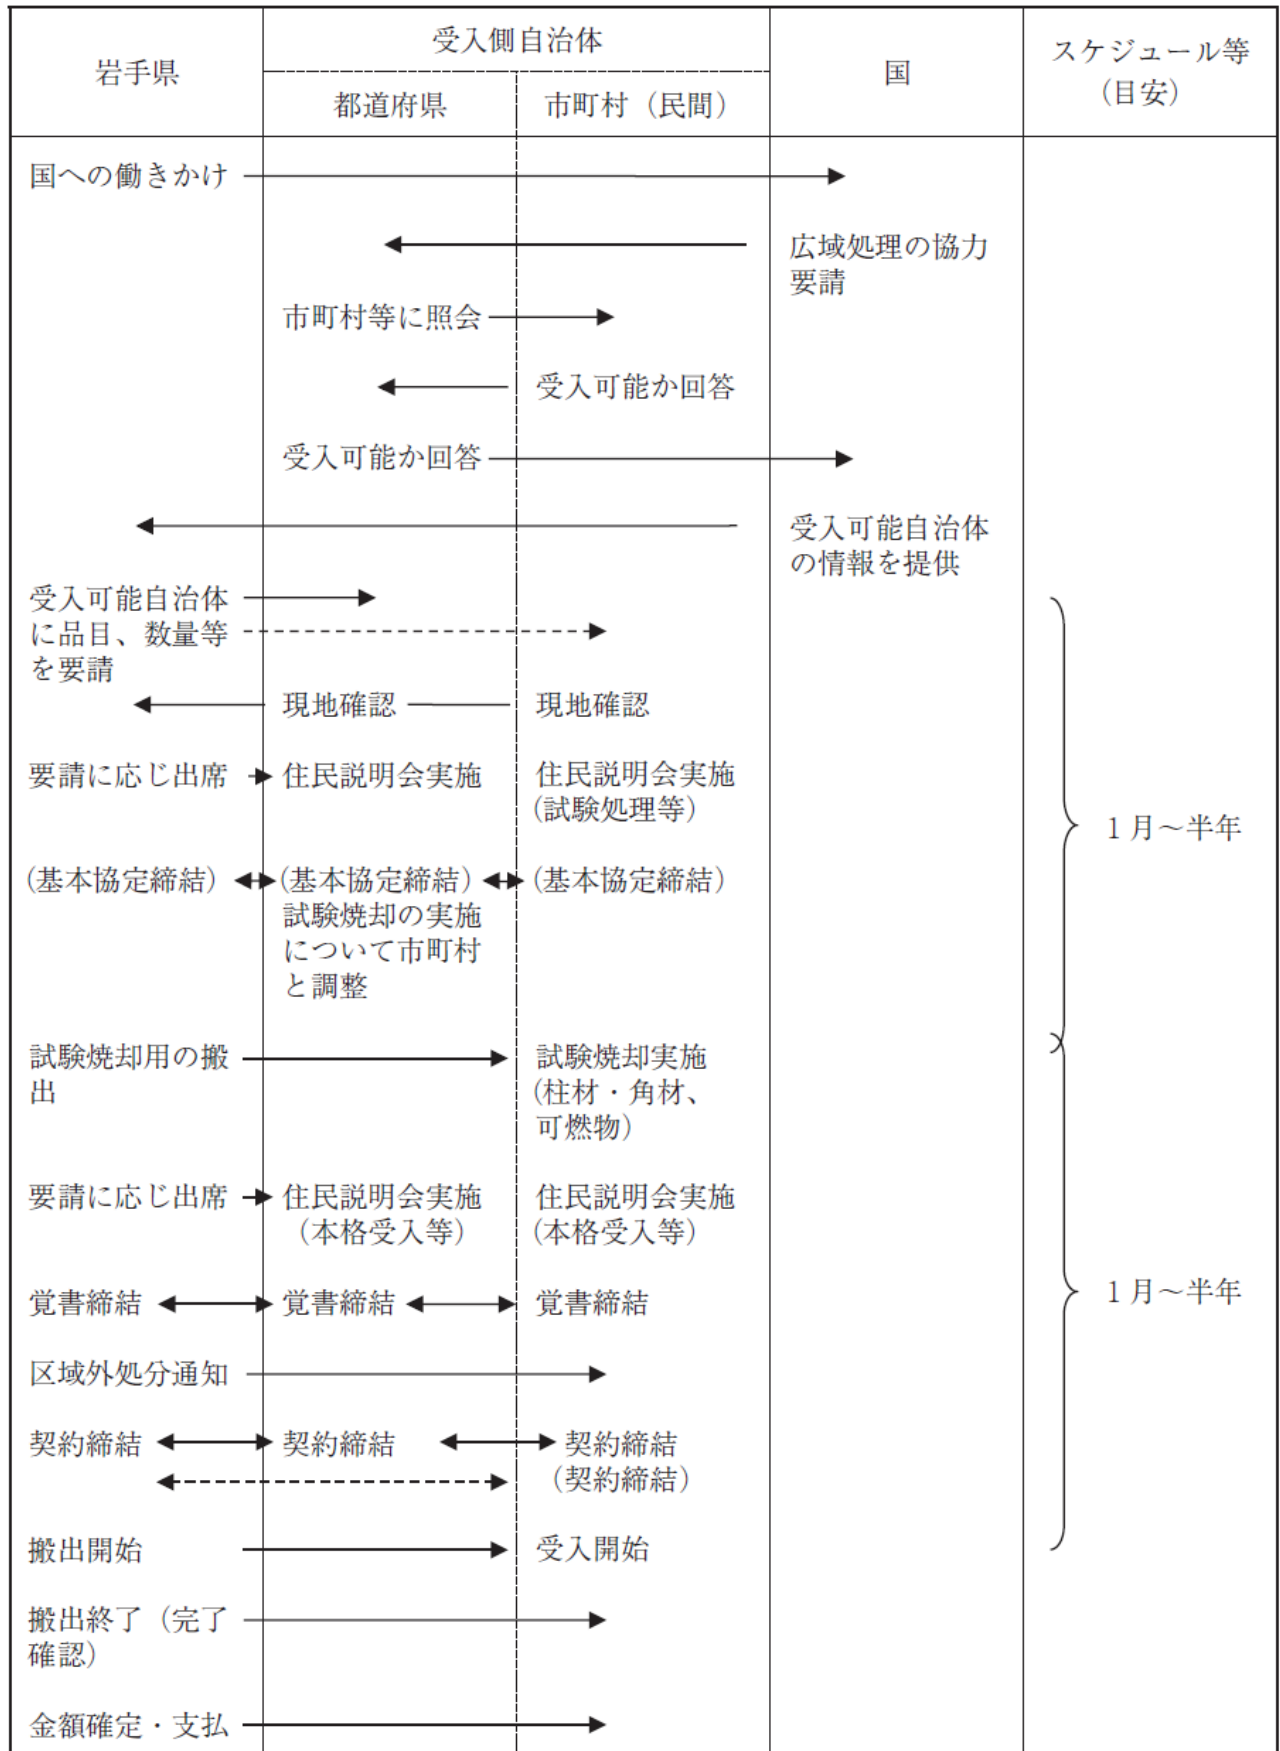 岩手県
受入側自治体
都道府県
市町村（民間）
国
スケジュール等
（目安）
国への働きかけ
広域処理の協力
要請
市町村等に照会
受入可能か回答
受入可能か回答
受入可能自治体
の情報を提供
受入可能自治体
に品目、数量等
を要請
現地確認
現地確認
要請に応じ出席
住民説明会実施
住民説明会実施
(試験処理等）
1月〜半年
(基本協定締結）
(基本協定締結）
試験焼却の実施
について市町村
と調整
(基本協定締結）
試験焼却用の搬
出
試験焼却実施
(柱材・角材、
可燃物）
要請に応じ出席
住民説明会実施
（本格受入等）
住民説明会実施
(本格受入等）
覚書締結
覚書締結
覚書締結
1月〜半年
区域外処分通知
契約締結
契約締結
契約締結
（契約締結）
搬出開始
受入開始
搬出終了（完了
確認）
金額確定・支払